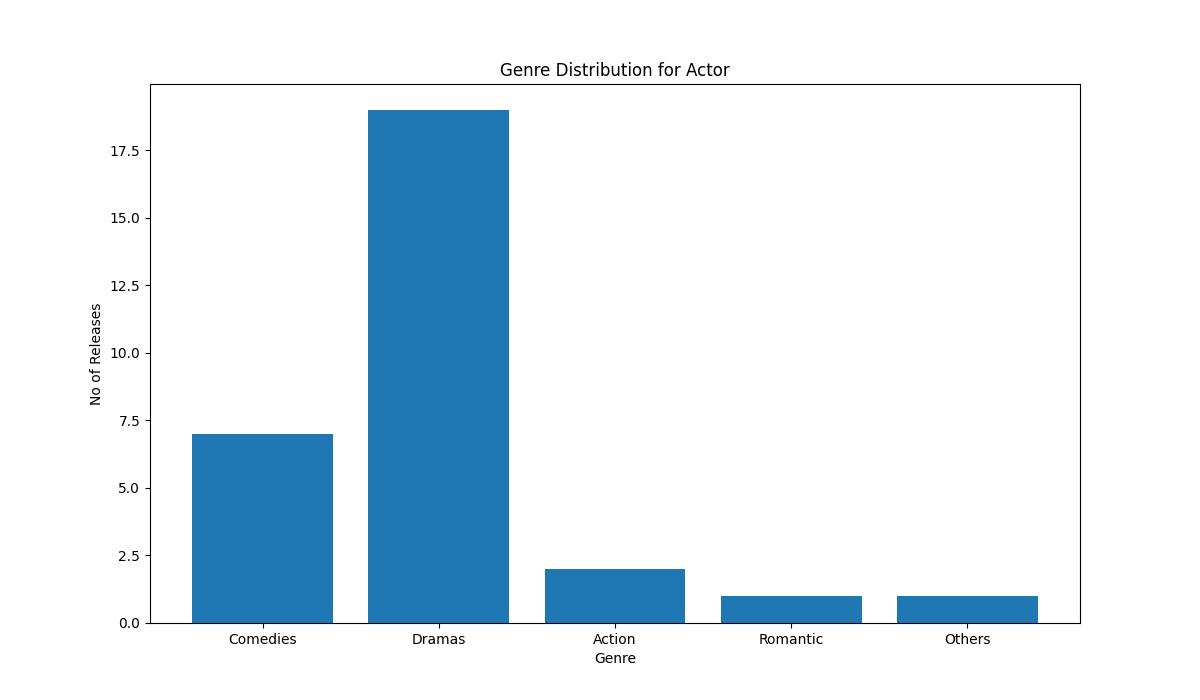 Genre Distribution for Actor
17.5
15.0
12.5
10.0
7.5
5.0
2.5
0.0
No of Releases
Comedies Dramas Action Romantic Others
Genre